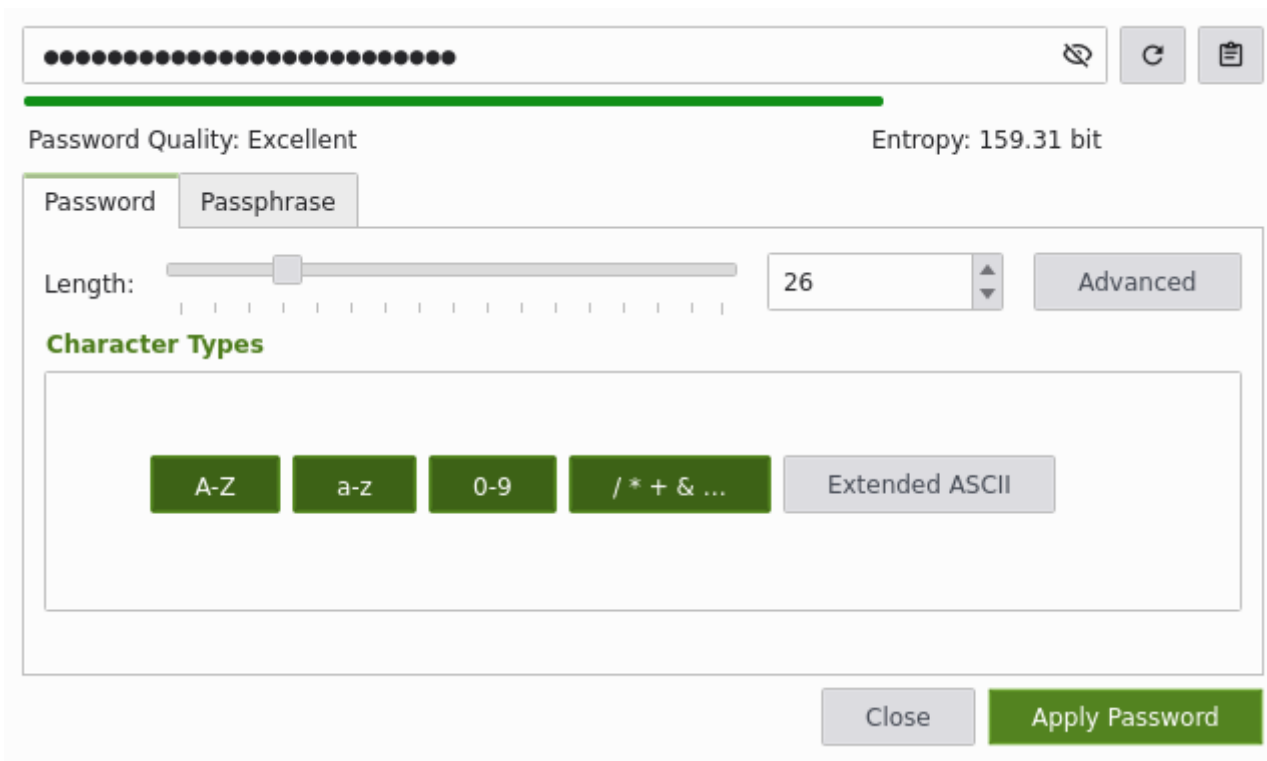 ●●●●●●●●●●●●●●●●●●●●●●●●●●
Password Quality: Excellent Entropy: 159.31 bit
Password Passphrase
Length: 26 Advanced
Character Types
A-Z a-z 0-9 / * + & ... Extended ASCII
Close Apply Password